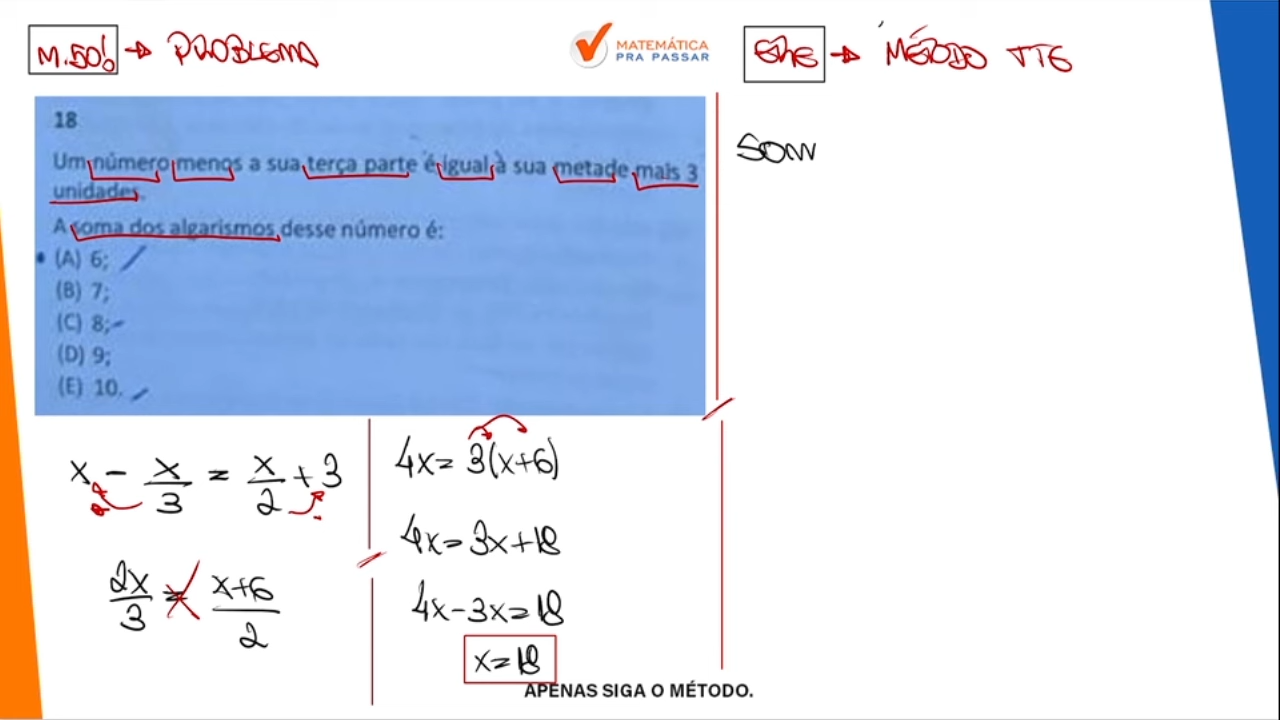 M.50! → PROBLEMA
MATEMÁTICA
PRA PASSAR
→ MÉTODO TTG
18
Um número menos a sua terça parte é igual à sua metade mais 3
unidades.
A soma dos algarismos desse número é:
(A) 6;
(B) 7;
(C) 8;
(D) 9;
(E) 10.
SOM
x - x/3 = x/2 + 3
2x/3 = x+6/2
4x = 3(x+6)
4x = 3x+18
4x-3x=18
x=18
APENAS SIGA O MÉTODO.